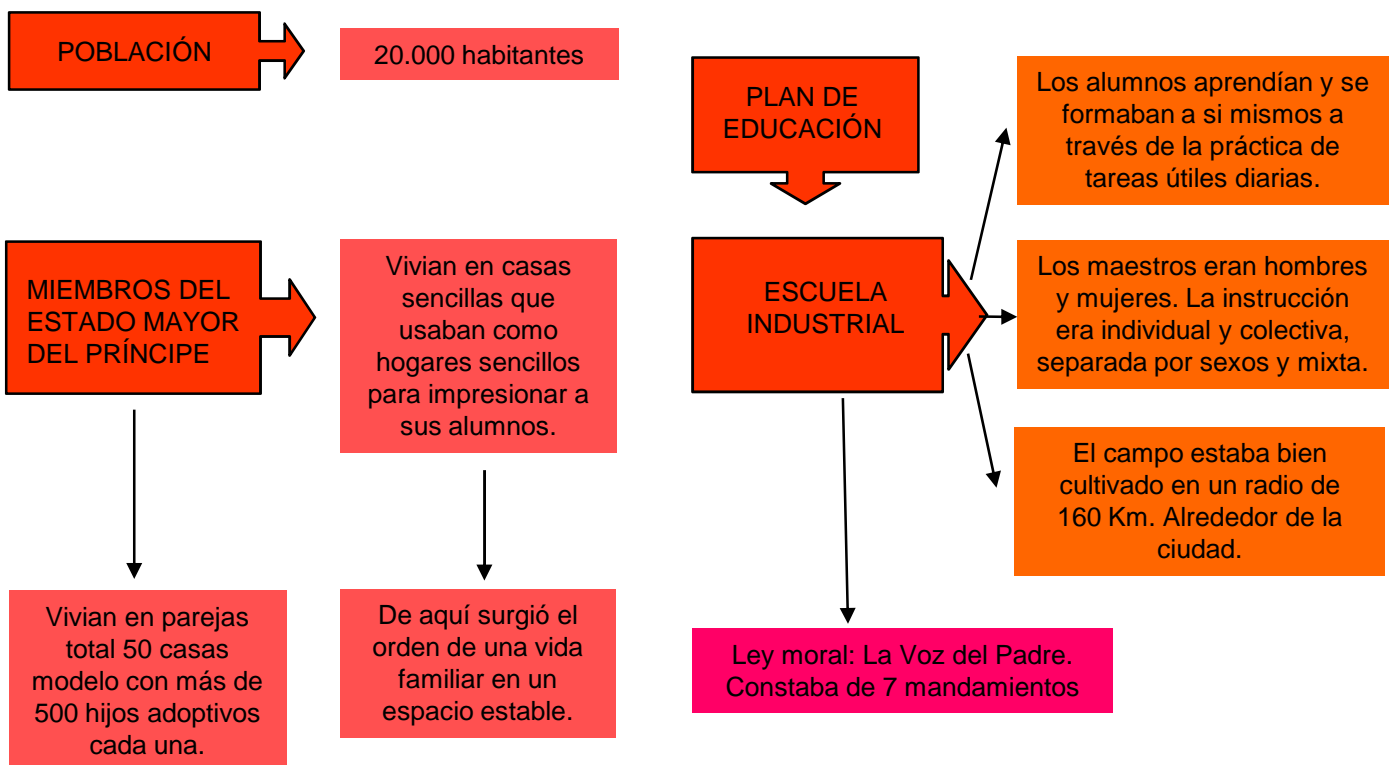 POBLACIÓN
20.000 habitantes
MIEMBROS DEL
ESTADO MAYOR
DEL PRÍNCIPE
Vivian en casas
sencillas que
usaban como
hogares sencillos
para impresionar a
sus alumnos.
Vivian en parejas
total 50 casas
modelo con más de
500 hijos adoptivos
cada una.
De aquí surgió el
orden de una vida
familiar en un
espacio estable.
PLAN DE
EDUCACIÓN
ESCUELA
INDUSTRIAL
Los alumnos aprendían y se
formaban a si mismos a
través de la práctica de
tareas útiles diarias.
Los maestros eran hombres
y mujeres. La instrucción
era individual y colectiva,
separada por sexos y mixta.
El campo estaba bien
cultivado en un radio de
160 Km. Alrededor de la
ciudad.
Ley moral: La Voz del Padre.
Constaba de 7 mandamientos